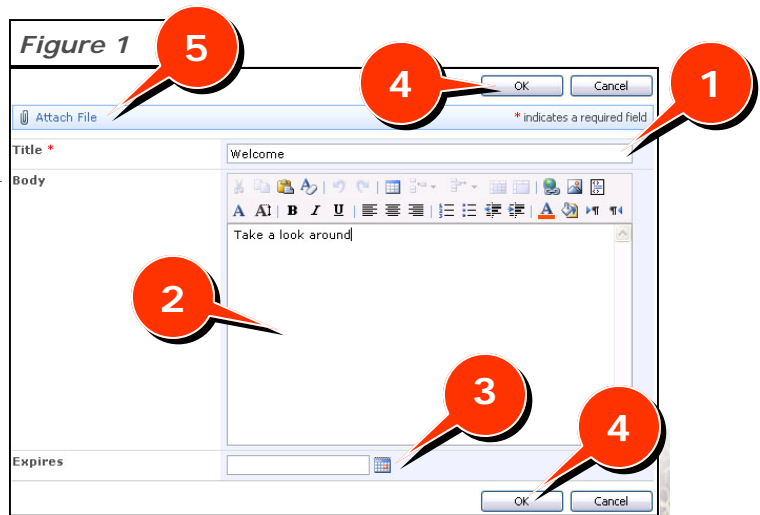 Figure 1
5
4
1
OK Cancel
Attach File * indicates a required field
Title * Welcome
Body
A A B I U A
Take a look around
2
3
4
Expires
OK Cancel